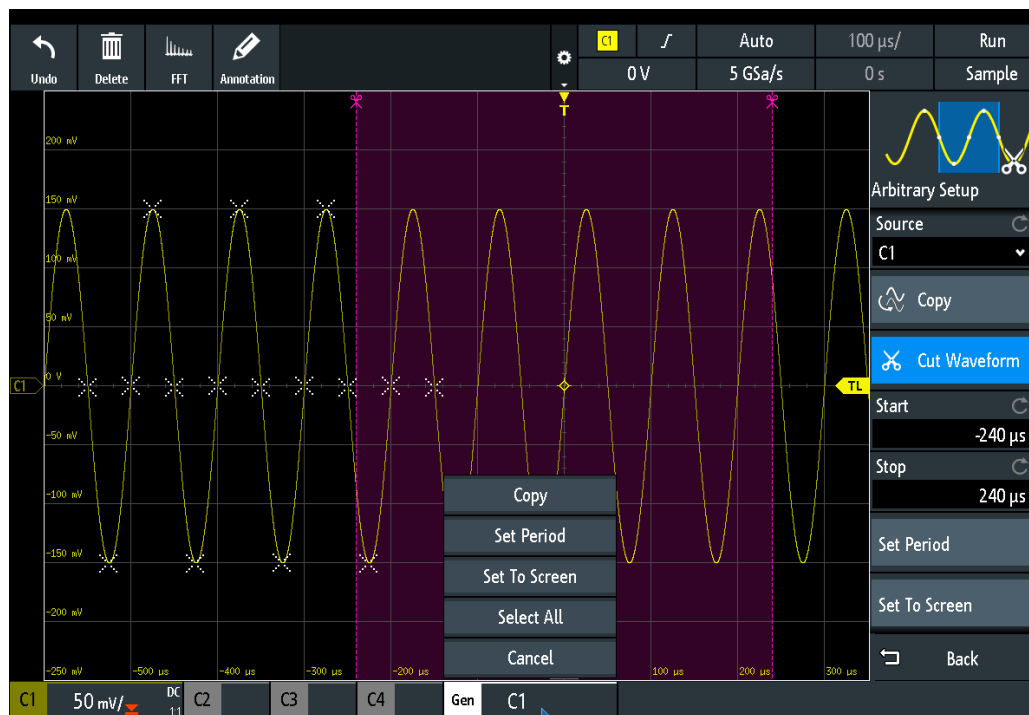 Undo
Delete
FFT
Annotation
C1
Auto
100 µs/
Run
0 V
5 GSa/s
0 s
Sample
T
200 mV
150 mV
100 mV
50 mV
0 V
C1
TL
-50 mV
-100 mV
-150 mV
-200 mV
-250 mV
-500 µs
-400 µs
-300 µs
-200 µs
100 µs
200 µs
300 µs
Copy
Set Period
Set To Screen
Select All
Cancel
Arbitrary Setup
Source
C1
Copy
Cut Waveform
Start
-240 µs
Stop
240 µs
Set Period
Set To Screen
Back
C1
50 mV/
DC
1:1
C2
C3
C4
Gen
C1